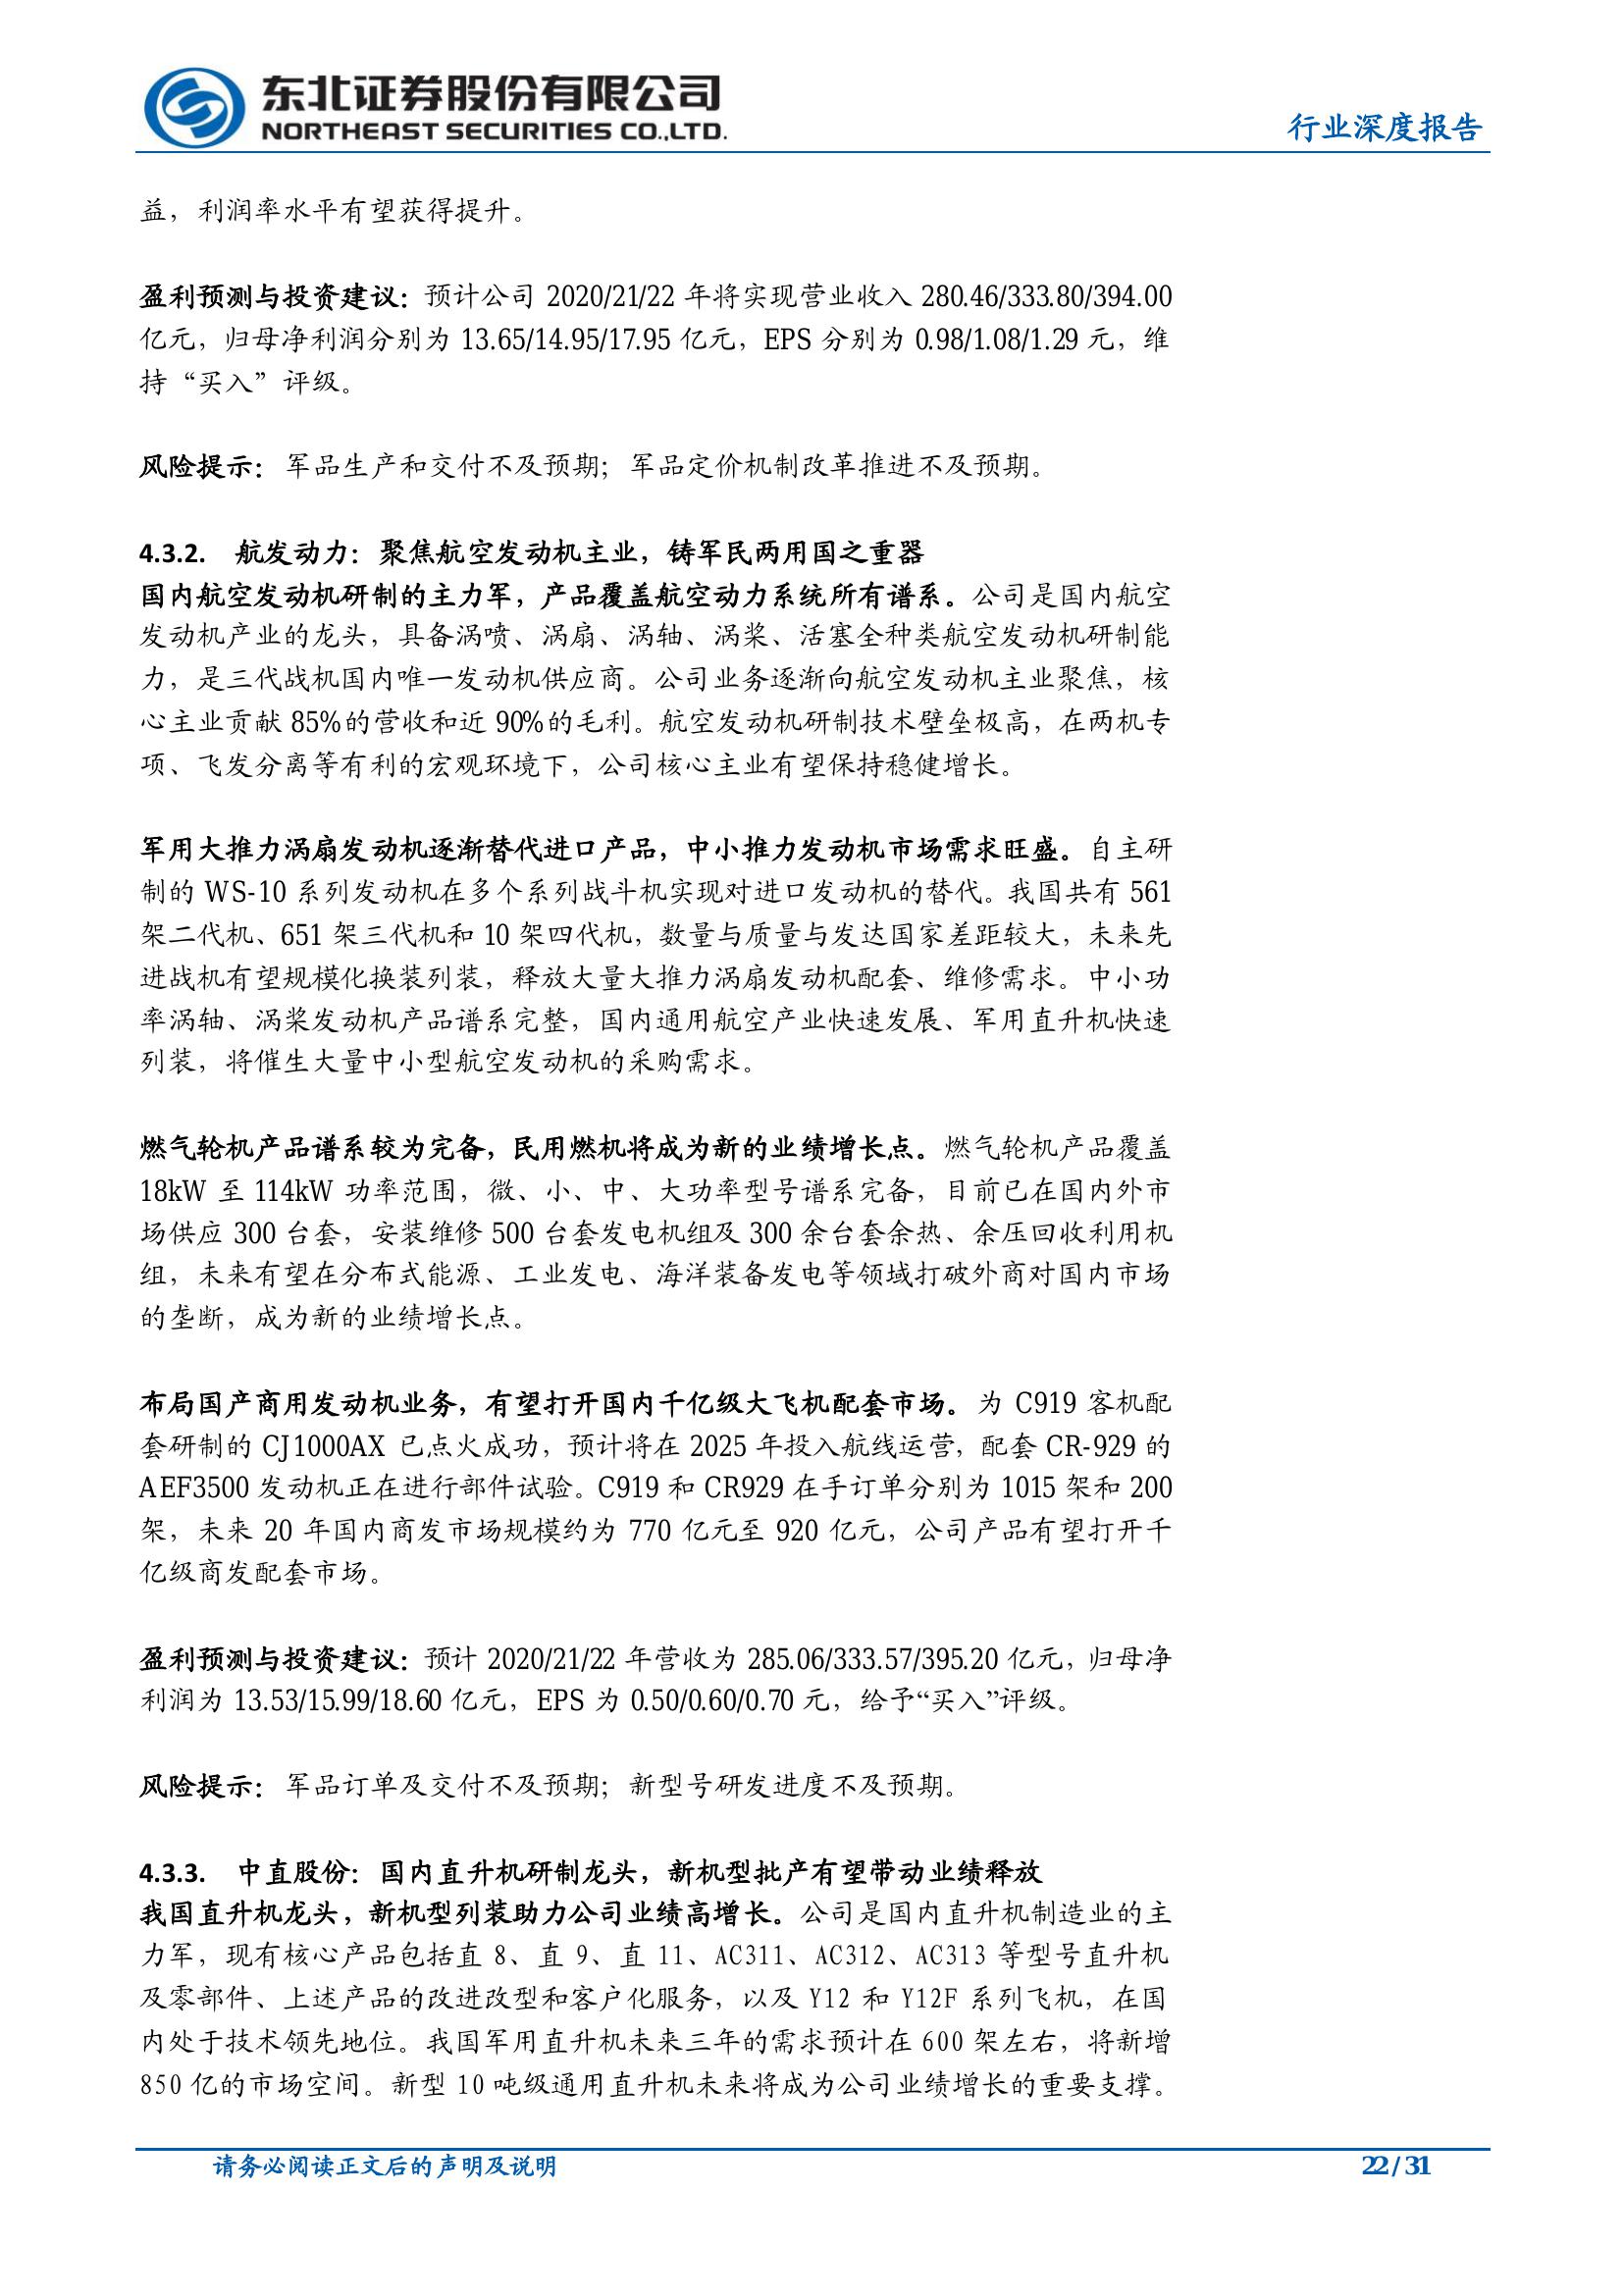 东北证券股份有限公司
NORTHEAST SECURITIES CO.,LTD.
行业深度报告
益，利润率水平有望获得提升。
盈利预测与投资建议：预计公司 2020/21/22 年将实现营业收入 280.46/333.80/394.00
亿元，归母净利润分别为 13.65/14.95/17.95 亿元，EPS 分别为 0.98/1.08/1.29 元，维
持“买入”评级。
风险提示：军品生产和交付不及预期；军品定价机制改革推进不及预期。
4.3.2. 航发动力：聚焦航空发动机主业，铸军民两用国之重器
国内航空发动机研制的主力军，产品覆盖航空动力系统所有谱系。公司是国内航空
发动机产业的龙头，具备涡喷、涡扇、涡轴、涡桨、活塞全种类航空发动机研制能
力，是三代战机国内唯一发动机供应商。公司业务逐渐向航空发动机主业聚焦，核
心主业贡献 85%的营收和近 90%的毛利。航空发动机研制技术壁垒极高，在两机专
项、飞发分离等有利的宏观环境下，公司核心主业有望保持稳健增长。
军用大推力涡扇发动机逐渐替代进口产品，中小推力发动机市场需求旺盛。自主研
制的 WS-10 系列发动机在多个系列战斗机实现对进口发动机的替代。我国共有 561
架二代机、651 架三代机和 10 架四代机，数量与质量与发达国家差距较大，未来先
进战机有望规模化换装列装，释放大量大推力涡扇发动机配套、维修需求。中小功
率涡轴、涡桨发动机产品谱系完整，国内通用航空产业快速发展、军用直升机快速
列装，将催生大量中小型航空发动机的采购需求。
燃气轮机产品谱系较为完备，民用燃机将成为新的业绩增长点。燃气轮机产品覆盖
18kW 至 114kW 功率范围，微、小、中、大功率型号谱系完备，目前已在国内外市
场供应 300 台套，安装维修 500 台套发电机组及 300 余台套余热、余压回收利用机
组，未来有望在分布式能源、工业发电、海洋装备发电等领域打破外商对国内市场
的垄断，成为新的业绩增长点。
布局国产商用发动机业务，有望打开国内千亿级大飞机配套市场。为 C919 客机配
套研制的 CJ1000AX 已点火成功，预计将在 2025 年投入航线运营，配套 CR-929 的
AEF3500 发动机正在进行部件试验。C919 和 CR929 在手订单分别为 1015 架和 200
架，未来 20 年国内商发市场规模约为 770 亿元至 920 亿元，公司产品有望打开千
亿级商发配套市场。
盈利预测与投资建议：预计 2020/21/22 年营收为 285.06/333.57/395.20 亿元，归母净
利润为 13.53/15.99/18.60 亿元，EPS 为 0.50/0.60/0.70 元，给予“买入”评级。
风险提示：军品订单及交付不及预期；新型号研发进度不及预期。
4.3.3. 中直股份：国内直升机研制龙头，新机型批产有望带动业绩释放
我国直升机龙头，新机型列装助力公司业绩高增长。公司是国内直升机制造业的主
力军，现有核心产品包括直 8、直 9、直 11、AC311、AC312、AC313 等型号直升机
及零部件、上述产品的改进改型和客户化服务，以及 Y12 和 Y12F 系列飞机，在国
内处于技术领先地位。我国军用直升机未来三年的需求预计在 600 架左右，将新增
850 亿的市场空间。新型 10 吨级通用直升机未来将成为公司业绩增长的重要支撑。
请务必阅读正文后的声明及说明
22 / 31